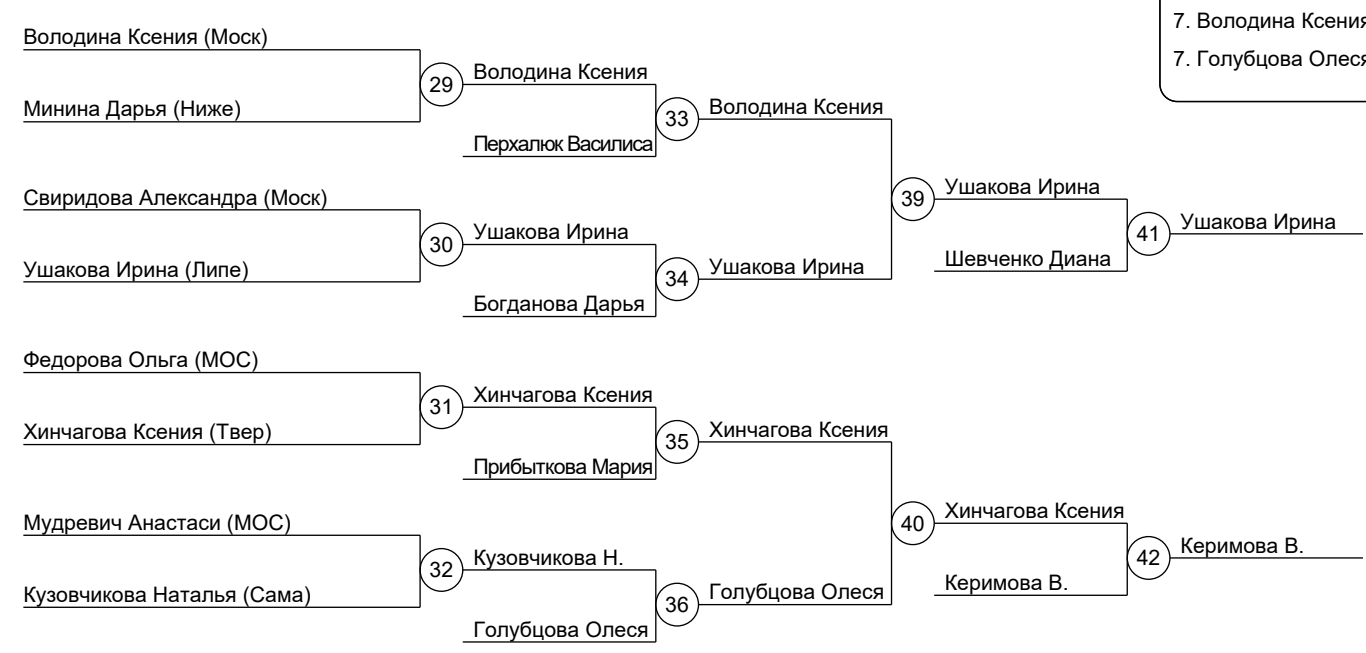 7. Володина Ксения
7. Голубцова Олеся
Володина Ксения (Моск)
29
Володина Ксения
Минина Дарья (Ниже)
33
Володина Ксения
Перхалюк Василиса
Свиридова Александра (Моск)
39
Ушакова Ирина
30
Ушакова Ирина
41
Ушакова Ирина
Ушакова Ирина (Липе)
34
Ушакова Ирина
Шевченко Диана
Богданова Дарья
Федорова Ольга (МОС)
31
Хинчагова Ксения
Хинчагова Ксения (Твер)
35
Хинчагова Ксения
Прибыткова Мария
Мудревич Анастаси (МОС)
40
Хинчагова Ксения
32
Кузовчикова Н.
42
Керимова В.
Кузовчикова Наталья (Сама)
36
Голубцова Олеся
Керимова В.
Голубцова Олеся